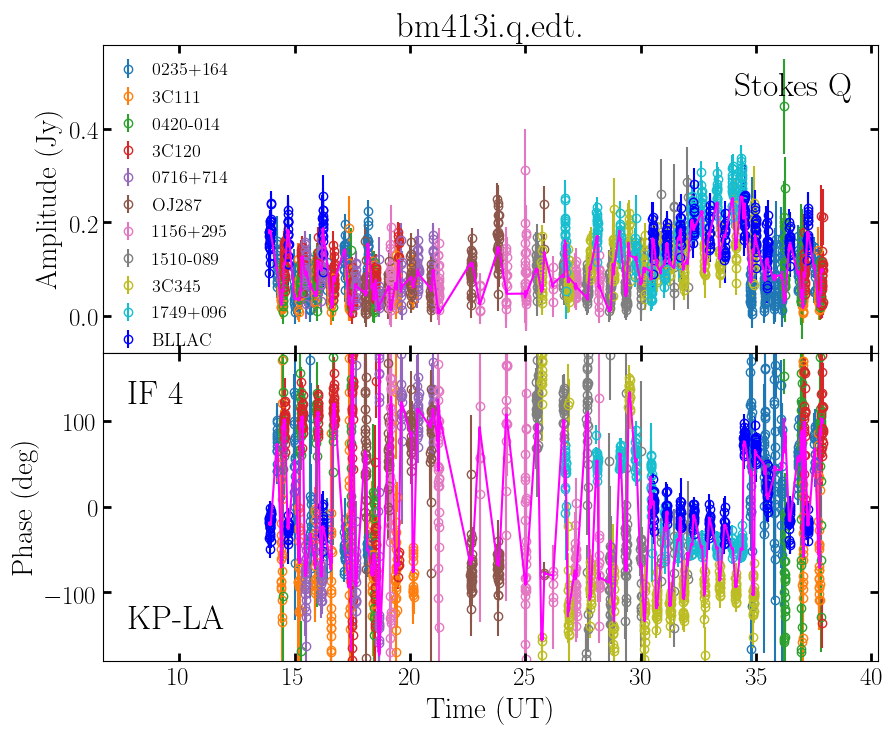 bm413i.q.edt.
Stokes Q
0235+164
3C111
0420-014
3C120
0716+714
OJ287
1156+295
1510-089
3C345
1749+096
BLLAC
Amplitude (Jy)
0.4
0.2
0.0
IF 4
KP-LA
Phase (deg)
100
0
−100
10 15 20 25 30 35 40
Time (UT)